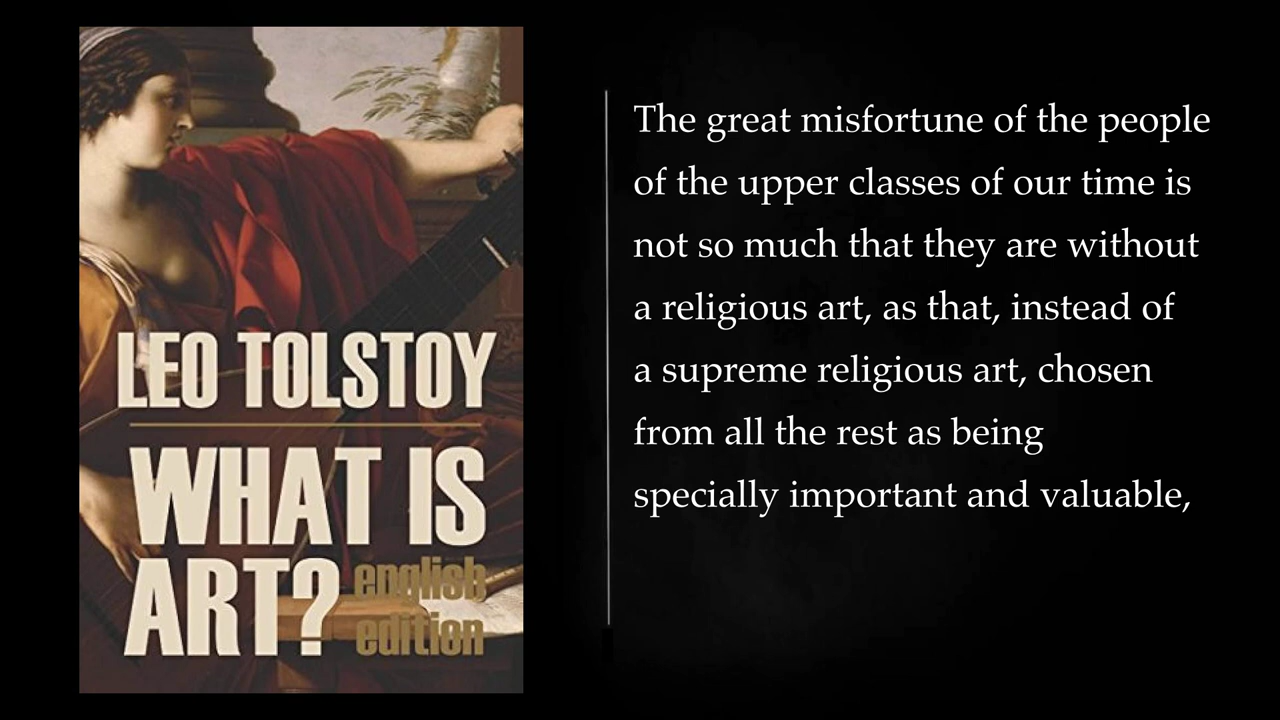 LEO TOLSTOY
WHAT IS
ART?
english
edition
The great misfortune of the people
of the upper classes of our time is
not so much that they are without
a religious art, as that, instead of
a supreme religious art, chosen
from all the rest as being
specially important and valuable,